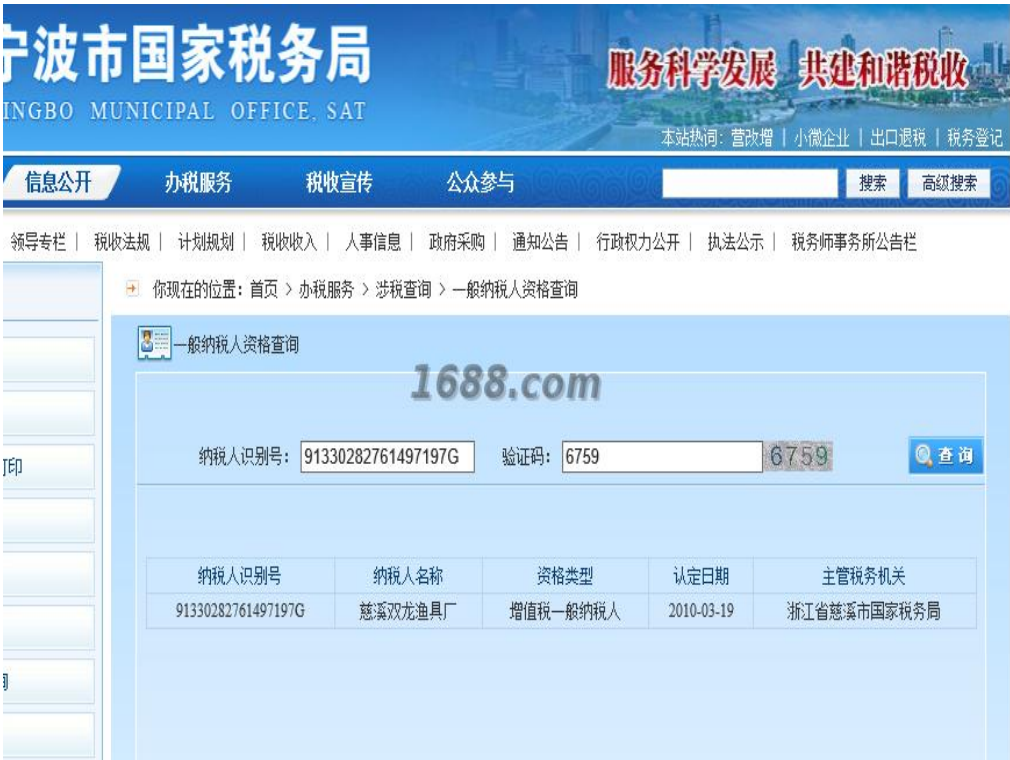 宁波市国家税务局
INGBO MUNICIPAL OFFICE, SAT
服务科学发展 共建和谐税收
本站热词: 营改增 | 小微企业 | 出口退税 | 税务登记
信息公开 办税服务 税收宣传 公众参与 搜索 高级搜索
领导专栏 | 税收法规 | 计划规划 | 税收收入 | 人事信息 | 政府采购 | 通知公告 | 行政权力公开 | 执法公示 | 税务师事务所公告栏
你现在的位置: 首页 > 办税服务 > 涉税查询 > 一般纳税人资格查询
一般纳税人资格查询
1688.com
纳税人识别号: 91330282761497197G 验证码: 6759 6759 查询
打印
纳税人识别号 纳税人名称 资格类型 认定日期 主管税务机关
91330282761497197G 慈溪双龙渔具厂 增值税一般纳税人 2010-03-19 浙江省慈溪市国家税务局